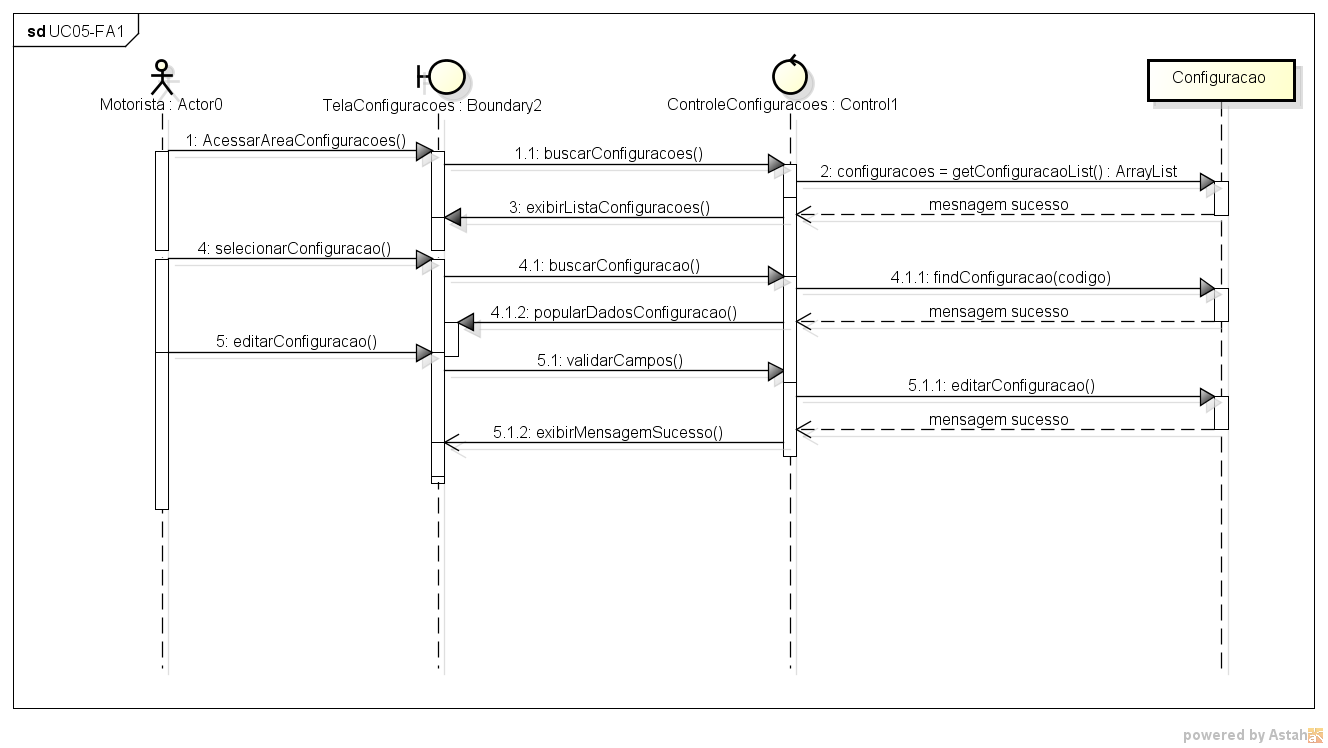 sd UC05-FA1
Motorista : Actor0
TelaConfiguracoes : Boundary2
ControleConfiguracoes : Control1
Configuracao
1: AcessarAreaConfiguracoes()
1.1: buscarConfiguracoes()
2: configuracoes = getConfiguracaoList() : ArrayList
mesnagem sucesso
3: exibirListaConfiguracoes()
4: selecionarConfiguracao()
4.1: buscarConfiguracao()
4.1.1: findConfiguracao(codigo)
mensagem sucesso
4.1.2: popularDadosConfiguracao()
5: editarConfiguracao()
5.1: validarCampos()
5.1.1: editarConfiguracao()
mensagem sucesso
5.1.2: exibirMensagemSucesso()
powered by Astah